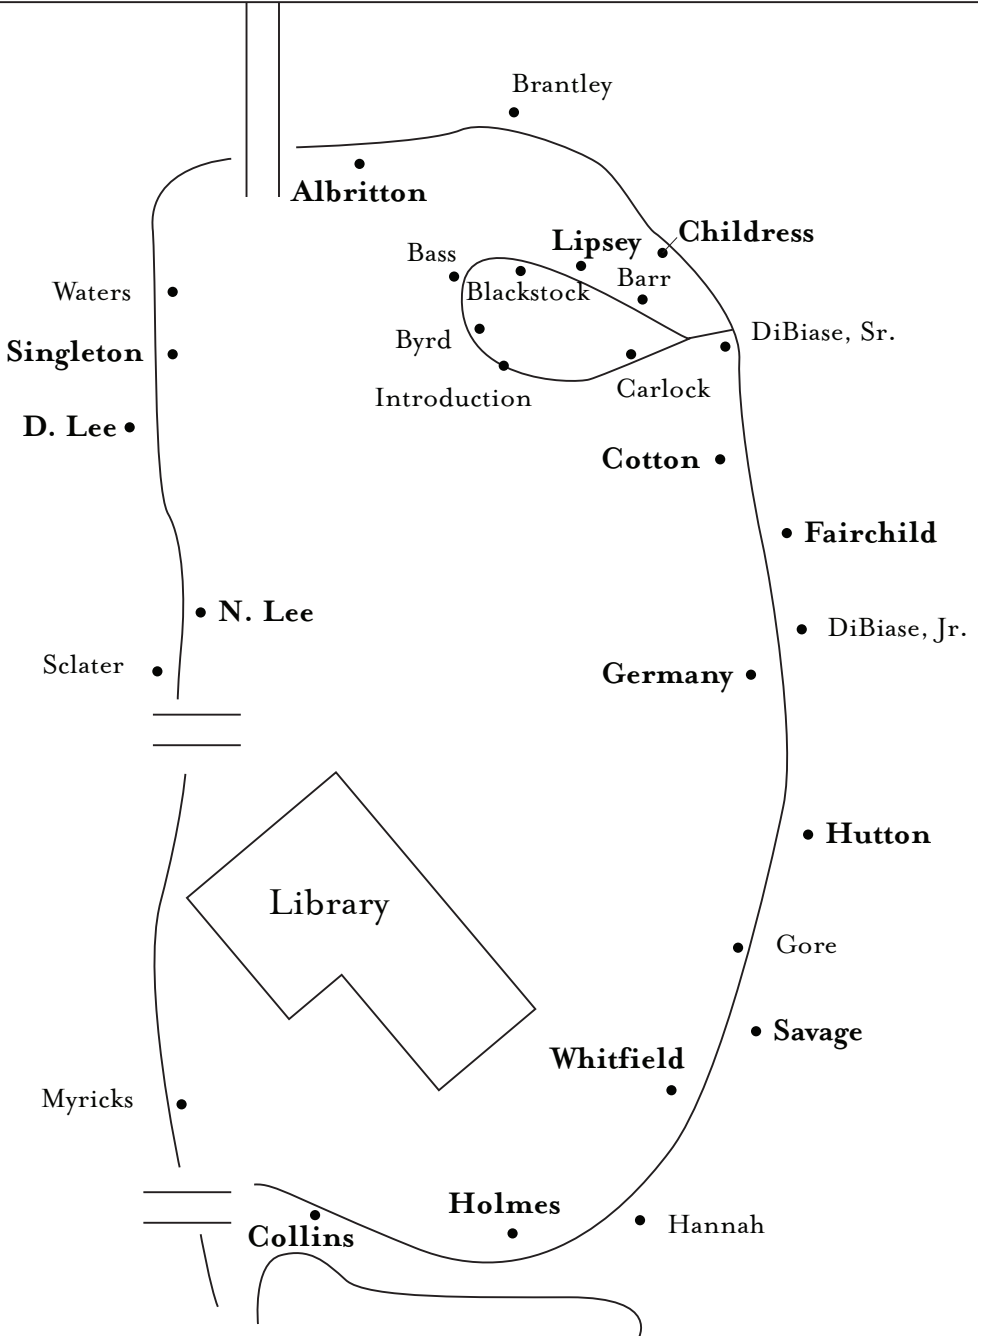 Brantley
Albritton
Childress
Lipsey
Bass
Barr
Blackstock
Waters
DiBiase, Sr.
Byrd
Singleton
Carlock
Introduction
D. Lee
Cotton
Fairchild
N. Lee
DiBiase, Jr.
Sclater
Germany
Hutton
Library
Gore
Savage
Whitfield
Myricks
Holmes
Hannah
Collins